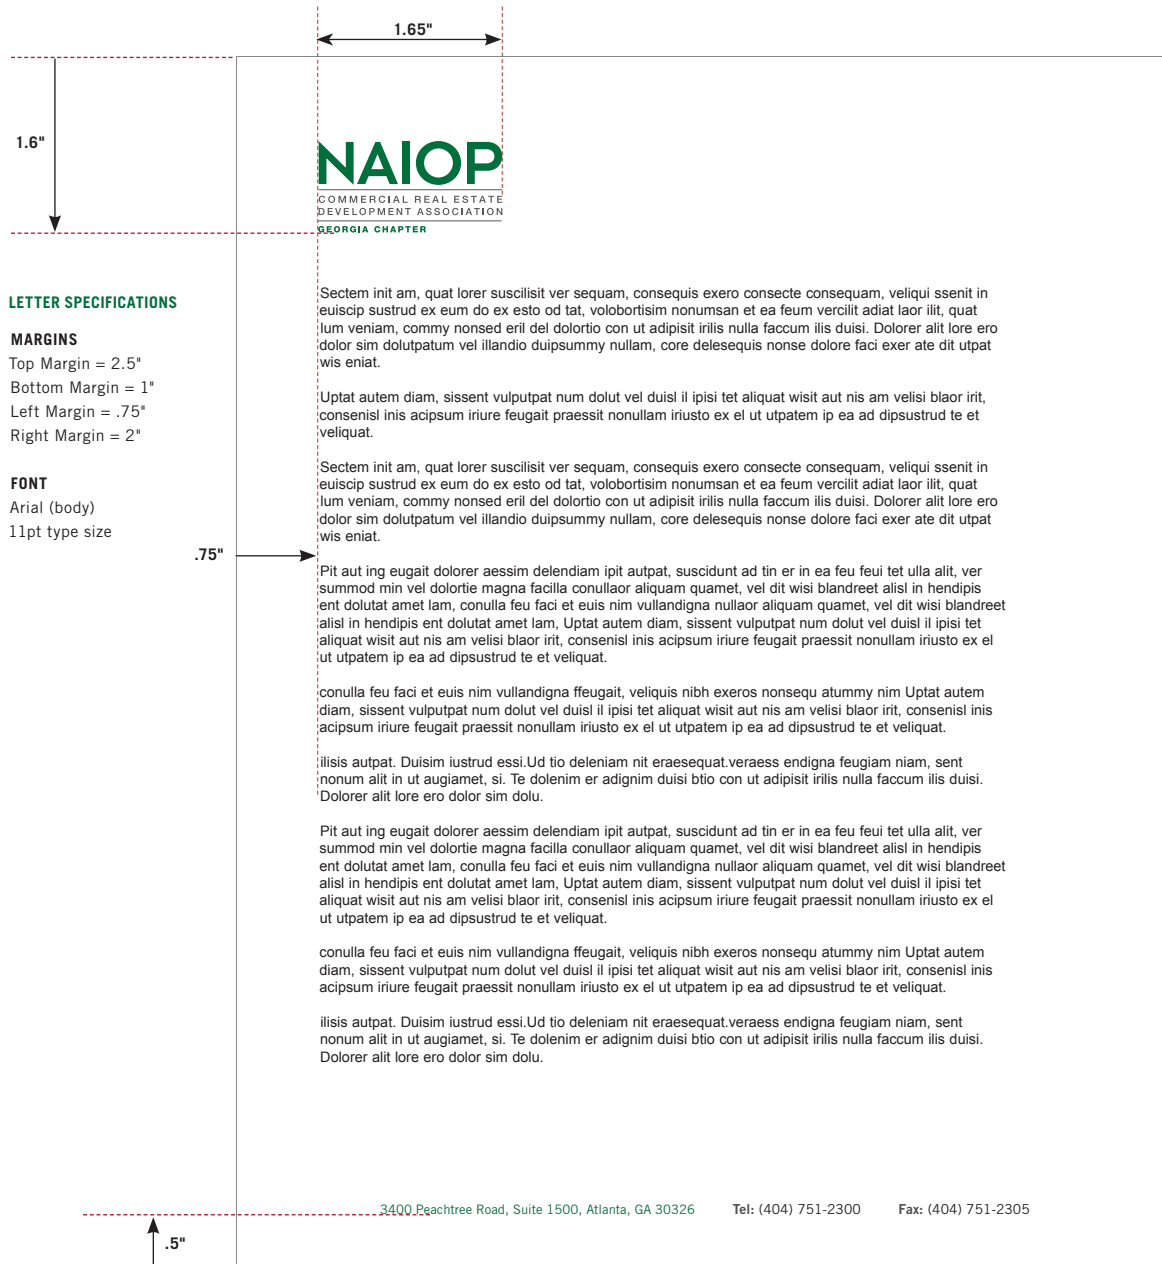 1.65"
1.6"
NAIOP
COMMERCIAL REAL ESTATE
DEVELOPMENT ASSOCIATION
GEORGIA CHAPTER
LETTER SPECIFICATIONS
MARGINS
Top Margin = 2.5"
Bottom Margin = 1"
Left Margin = .75"
Right Margin = 2"
FONT
Arial (body)
11pt type size
.75"
Sectem init am, quat lorer suscilisit ver sequam, consequis exero consecte consequam, veliqui ssenit in
euiscip sustrud ex eum do ex esto od tat, volobortisim nonumsan et ea feum vercilit adiat laor ilit, quat
lum veniam, commy nonsed eril del dolortio con ut adipisit irilis nulla faccum ilis duisi. Dolorer alit lore ero
dolor sim dolutpatum vel illandio duipsummy nullam, core delesequis nonse dolore faci exer ate dit utpat
wis eniat.
Uptat autem diam, sissent vulputpat num dolut vel duisl il ipisi tet aliquat wisit aut nis am velisi blaor irit,
consenisl inis acipsum iriure feugait praessit nonullam iriusto ex el ut utpatem ip ea ad dipsustrud te et
veliquat.
Sectem init am, quat lorer suscilisit ver sequam, consequis exero consecte consequam, veliqui ssenit in
euiscip sustrud ex eum do ex esto od tat, volobortisim nonumsan et ea feum vercilit adiat laor ilit, quat
lum veniam, commy nonsed eril del dolortio con ut adipisit irilis nulla faccum ilis duisi. Dolorer alit lore ero
dolor sim dolutpatum vel illandio duipsummy nullam, core delesequis nonse dolore faci exer ate dit utpat
wis eniat.
Pit aut ing eugait dolorer aessim delendiam ipit autpat, suscidunt ad tin er in ea feu feui tet ulla alit, ver
summod min vel dolortie magna facilla conullaor aliquam quamet, vel dit wisi blandreet alisl in hendipis
ent dolutat amet lam, conulla feu faci et euis nim vullandigna nullaor aliquam quamet, vel dit wisi blandreet
alisl in hendipis ent dolutat amet lam, Uptat autem diam, sissent vulputpat num dolut vel duisl il ipisi tet
aliquat wisit aut nis am velisi blaor irit, consenisl inis acipsum iriure feugait praessit nonullam iriusto ex el
ut utpatem ip ea ad dipsustrud te et veliquat.
conulla feu faci et euis nim vullandigna ffeugait, veliquis nibh exeros nonsequ atummy nim Uptat autem
diam, sissent vulputpat num dolut vel duisl il ipisi tet aliquat wisit aut nis am velisi blaor irit, consenisl inis
acipsum iriure feugait praessit nonullam iriusto ex el ut utpatem ip ea ad dipsustrud te et veliquat.
ilisis autpat. Duisim iustrud essi.Ud tio deleniam nit eraesequat.veraess endigna feugiam niam, sent
nonum alit in ut augiamet, si. Te dolenim er adignim duisi btio con ut adipisit irilis nulla faccum ilis duisi.
Dolorer alit lore ero dolor sim dolu.
Pit aut ing eugait dolorer aessim delendiam ipit autpat, suscidunt ad tin er in ea feu feui tet ulla alit, ver
summod min vel dolortie magna facilla conullaor aliquam quamet, vel dit wisi blandreet alisl in hendipis
ent dolutat amet lam, conulla feu faci et euis nim vullandigna nullaor aliquam quamet, vel dit wisi blandreet
alisl in hendipis ent dolutat amet lam, Uptat autem diam, sissent vulputpat num dolut vel duisl il ipisi tet
aliquat wisit aut nis am velisi blaor irit, consenisl inis acipsum iriure feugait praessit nonullam iriusto ex el
ut utpatem ip ea ad dipsustrud te et veliquat.
conulla feu faci et euis nim vullandigna ffeugait, veliquis nibh exeros nonsequ atummy nim Uptat autem
diam, sissent vulputpat num dolut vel duisl il ipisi tet aliquat wisit aut nis am velisi blaor irit, consenisl inis
acipsum iriure feugait praessit nonullam iriusto ex el ut utpatem ip ea ad dipsustrud te et veliquat.
ilisis autpat. Duisim iustrud essi.Ud tio deleniam nit eraesequat.veraess endigna feugiam niam, sent
nonum alit in ut augiamet, si. Te dolenim er adignim duisi btio con ut adipisit irilis nulla faccum ilis duisi.
Dolorer alit lore ero dolor sim dolu.
3400 Peachtree Road, Suite 1500, Atlanta, GA 30326 Tel: (404) 751-2300 Fax: (404) 751-2305
.5"